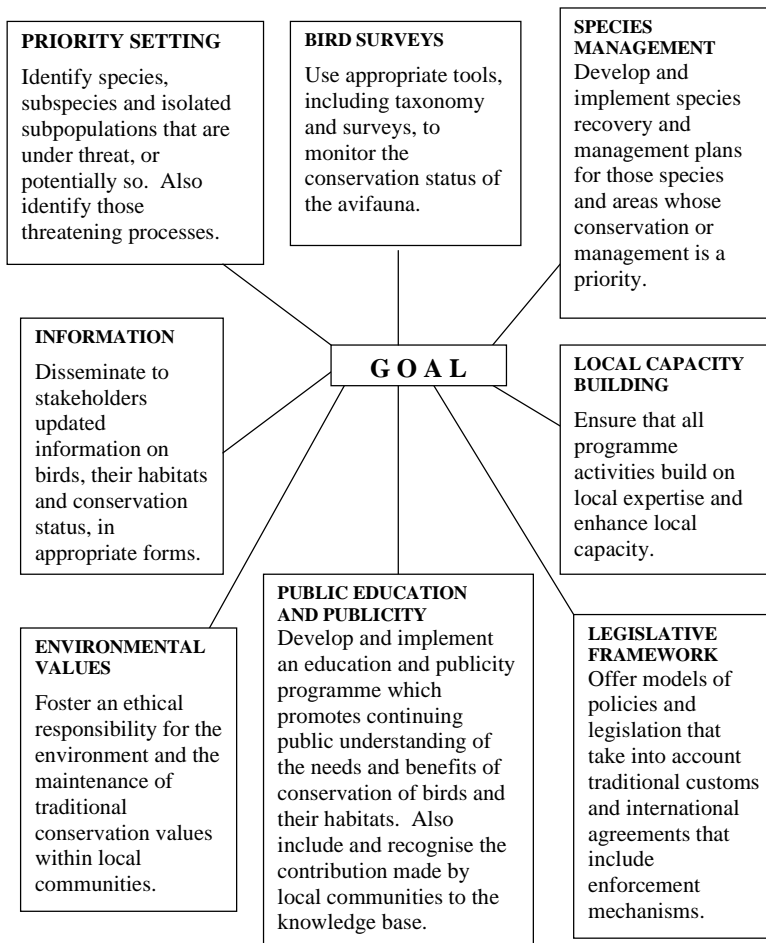 PRIORITY SETTING
Identify species,
subspecies and isolated
subpopulations that are
under threat, or
potentially so.  Also
identify those
threatening processes.
BIRD SURVEYS
Use appropriate tools,
including taxonomy
and surveys, to
monitor the
conservation status of
the avifauna.
SPECIES
MANAGEMENT
Develop and
implement species
recovery and
management plans
for those species
and areas whose
conservation or
management is a
priority.
INFORMATION
Disseminate to
stakeholders
updated
information on
birds, their habitats
and conservation
status, in
appropriate forms.
G O A L
LOCAL CAPACITY
BUILDING
Ensure that all
programme
activities build on
local expertise and
enhance local
capacity.
ENVIRONMENTAL
VALUES
Foster an ethical
responsibility for the
environment and the
maintenance of
traditional
conservation values
within local
communities.
PUBLIC EDUCATION
AND PUBLICITY
Develop and implement
an education and publicity
programme which
promotes continuing
public understanding of
the needs and benefits of
conservation of birds and
their habitats.  Also
include and recognise the
contribution made by
local communities to the
knowledge base.
LEGISLATIVE
FRAMEWORK
Offer models of
policies and
legislation that
take into account
traditional customs
and international
agreements that
include
enforcement
mechanisms.